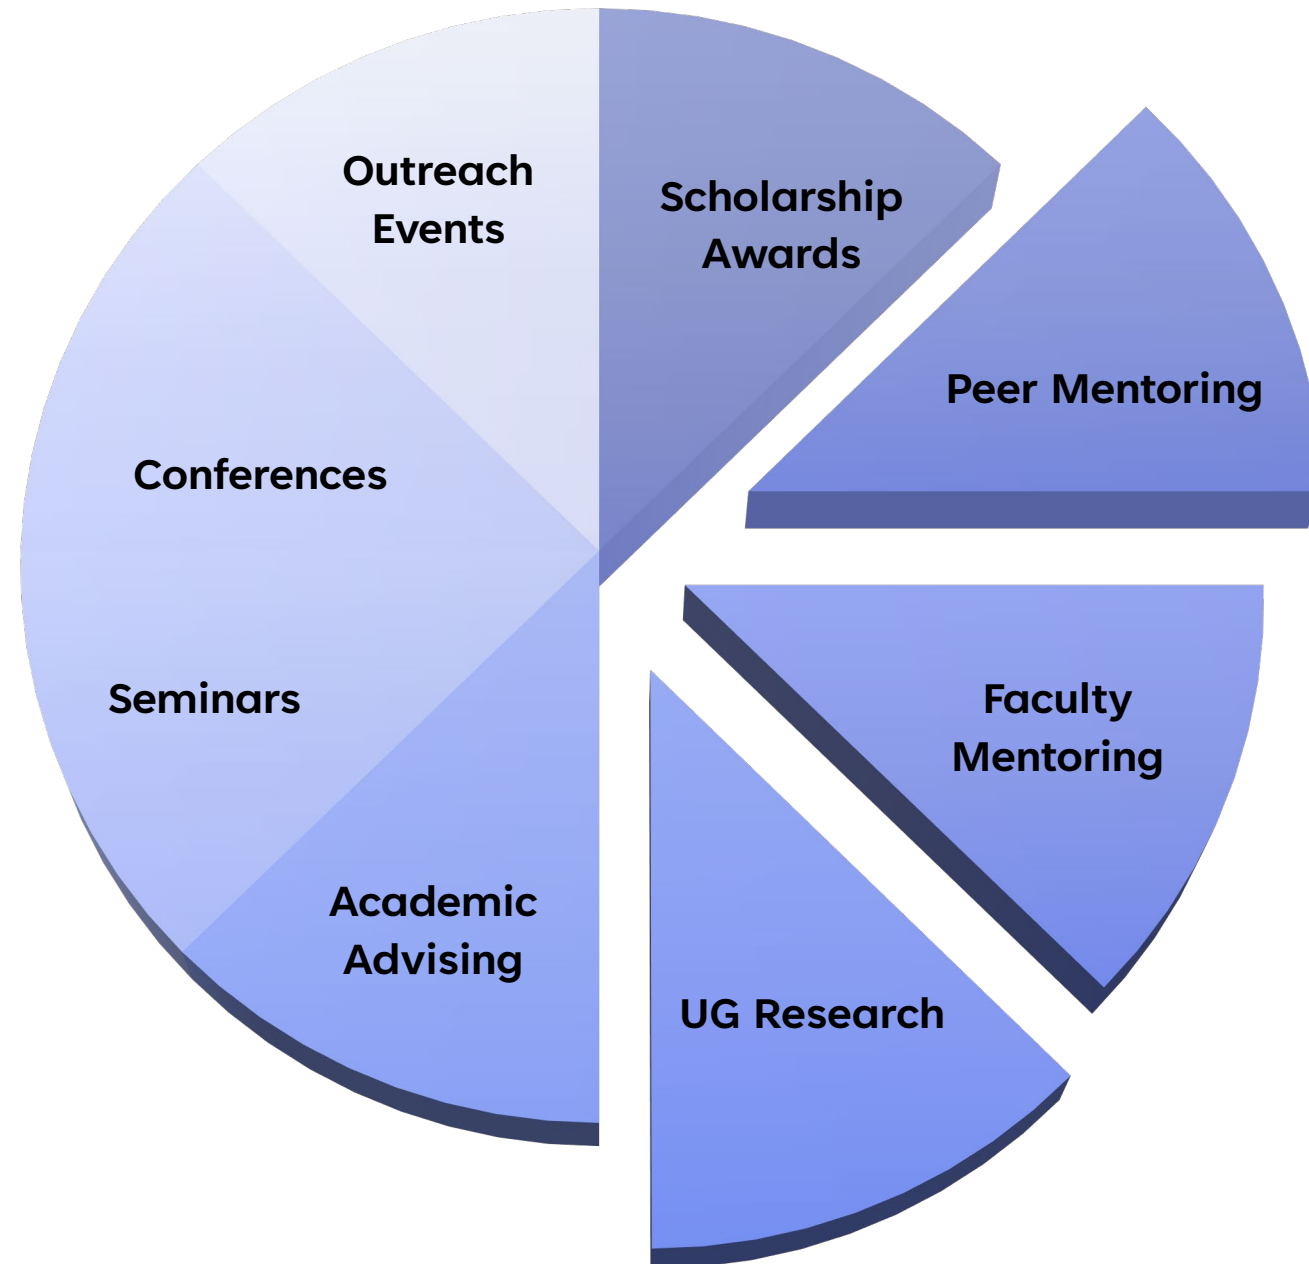 Outreach
Events
Scholarship
Awards
Peer Mentoring
Conferences
Seminars
Faculty
Mentoring
Academic
Advising
UG Research